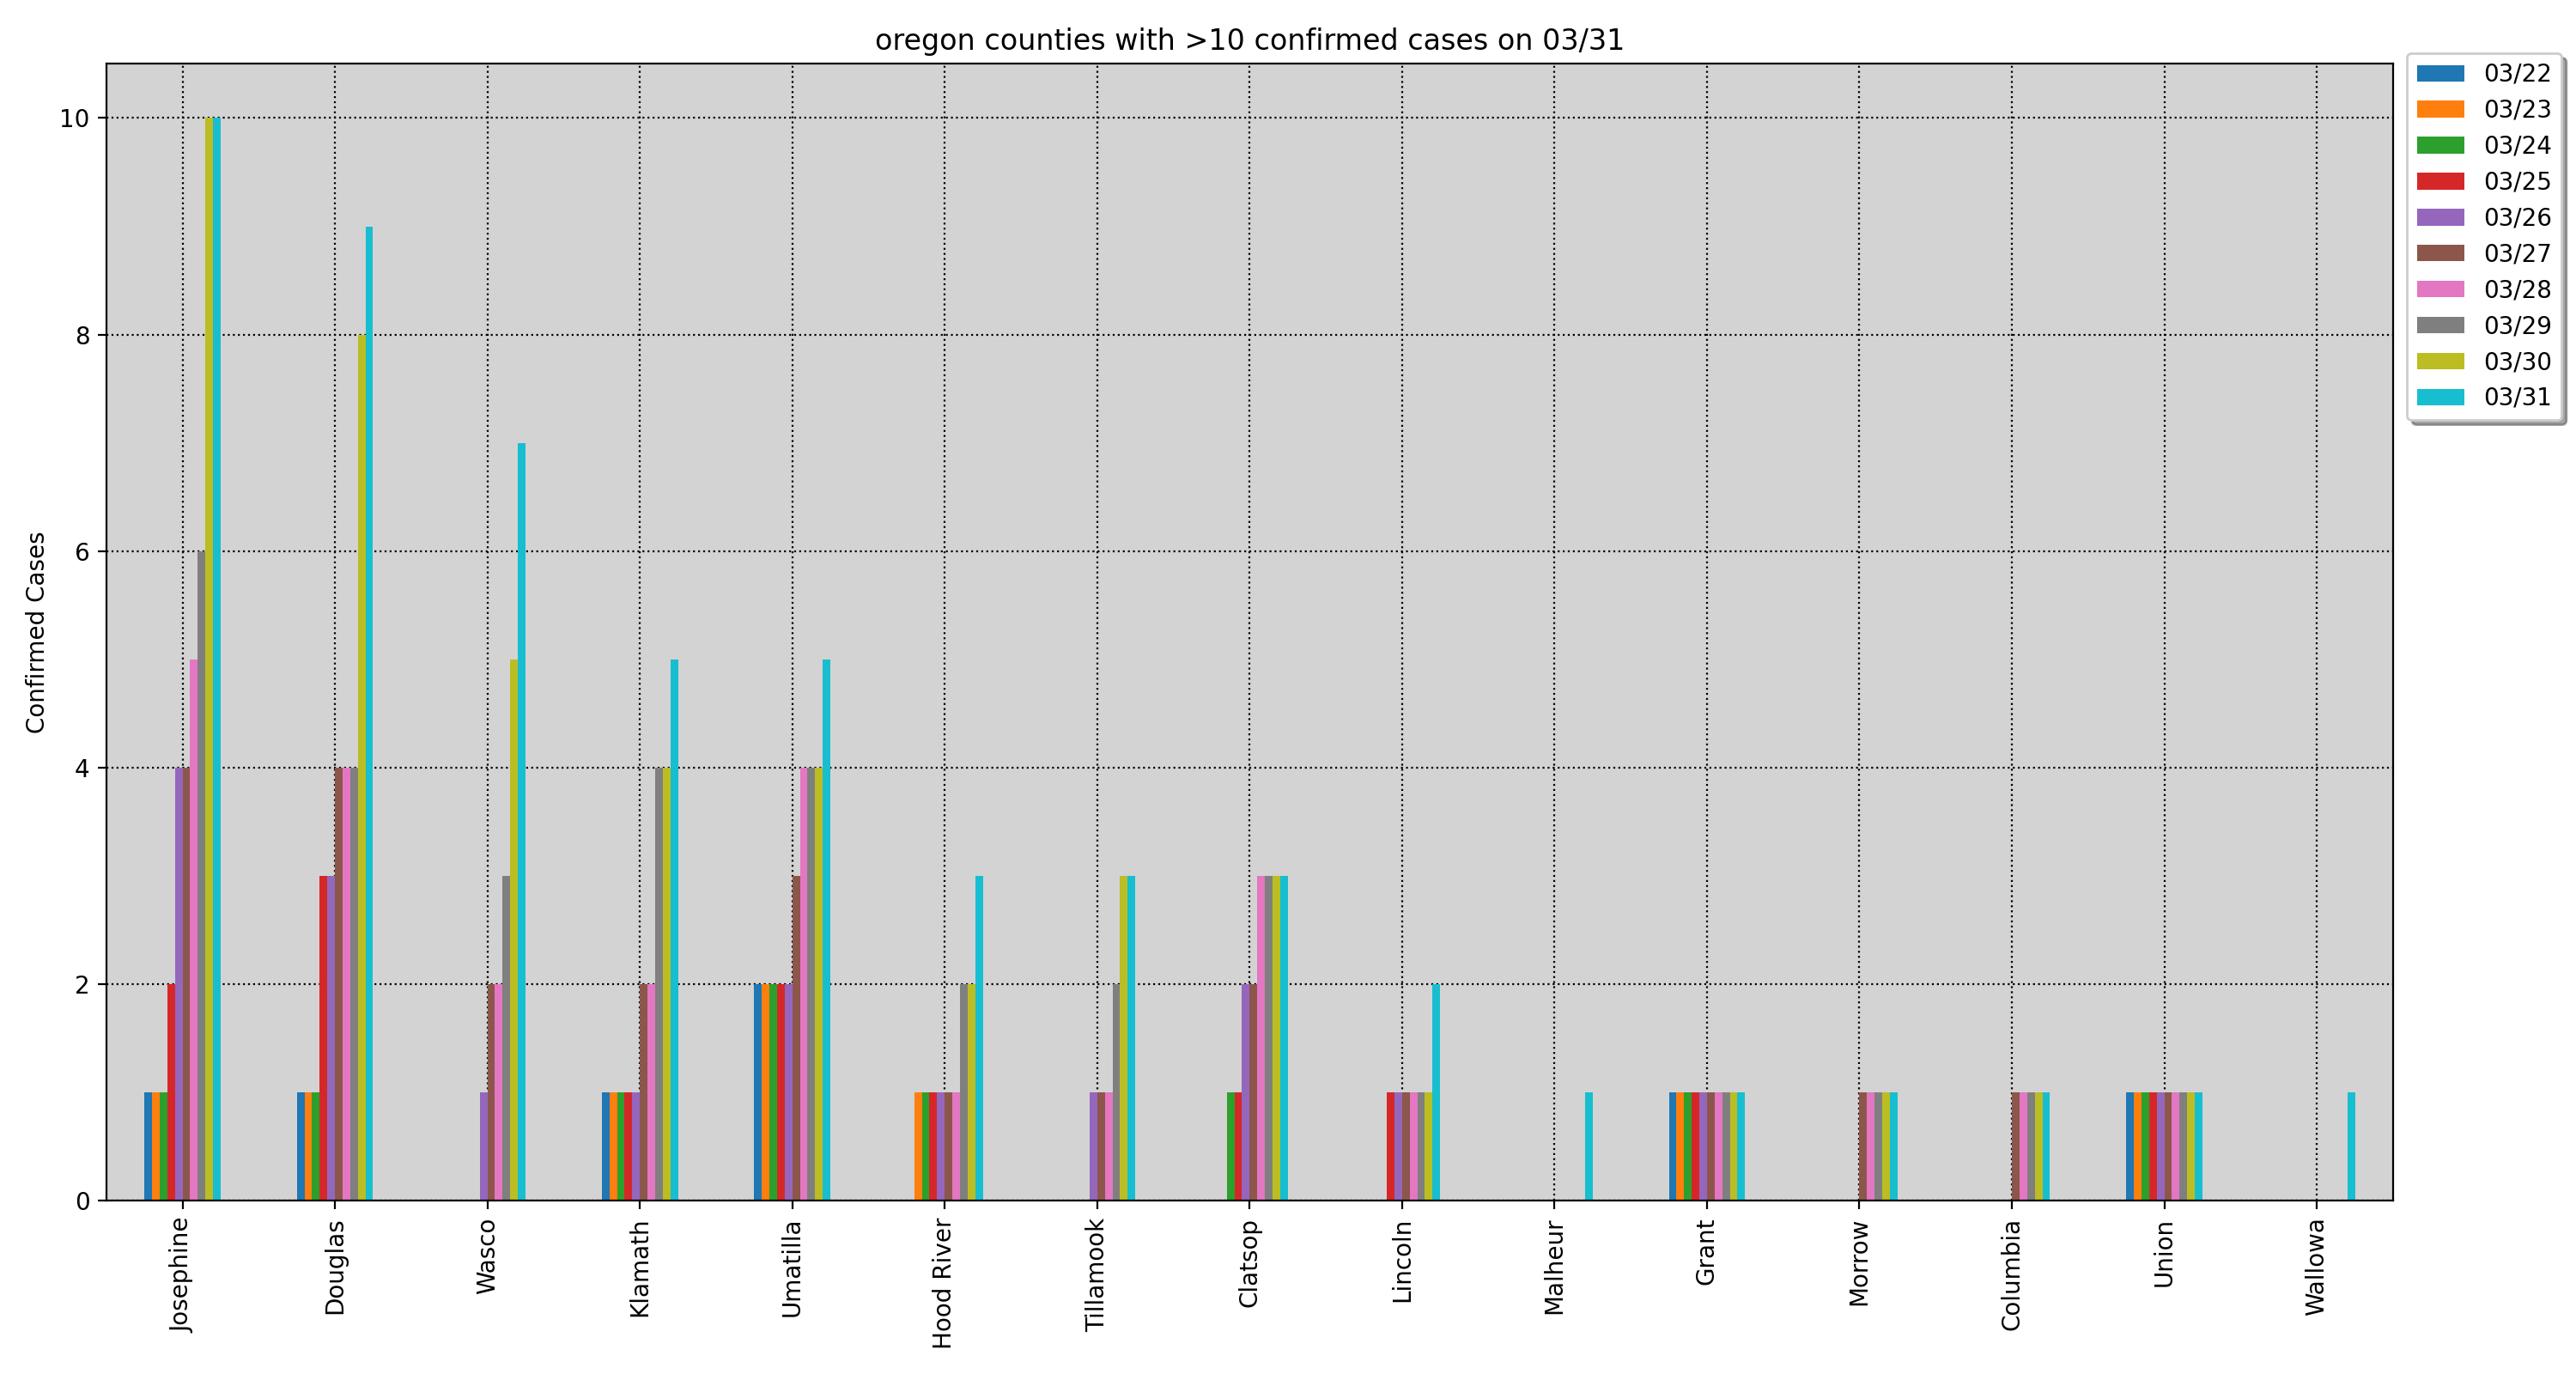 oregon counties with >10 confirmed cases on 03/31
03/22
03/23
03/24
03/25
03/26
03/27
03/28
03/29
03/30
03/31
Confirmed Cases
10
8
6
4
2
0
Josephine
Douglas
Wasco
Klamath
Umatilla
Hood River
Tillamook
Clatsop
Lincoln
Malheur
Grant
Morrow
Columbia
Union
Wallowa